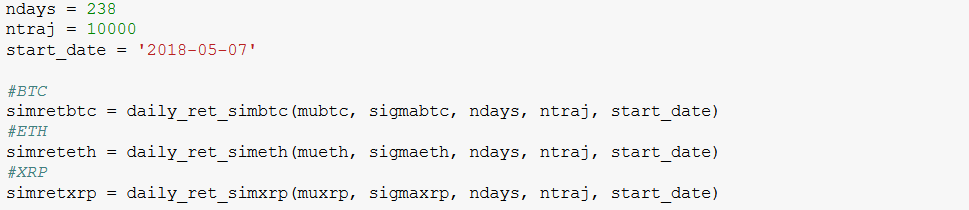 ndays = 238
ntraj = 10000
start_date = '2018-05-07'
#BTC
simretbtc = daily_ret_simbtc(mubtc, sigmabtc, ndays, ntraj, start_date)
#ETH
simreteth = daily_ret_simeth(mueth, sigmaeth, ndays, ntraj, start_date)
#XRP
simretxrp = daily_ret_simxrp(muxrp, sigmaxrp, ndays, ntraj, start_date)